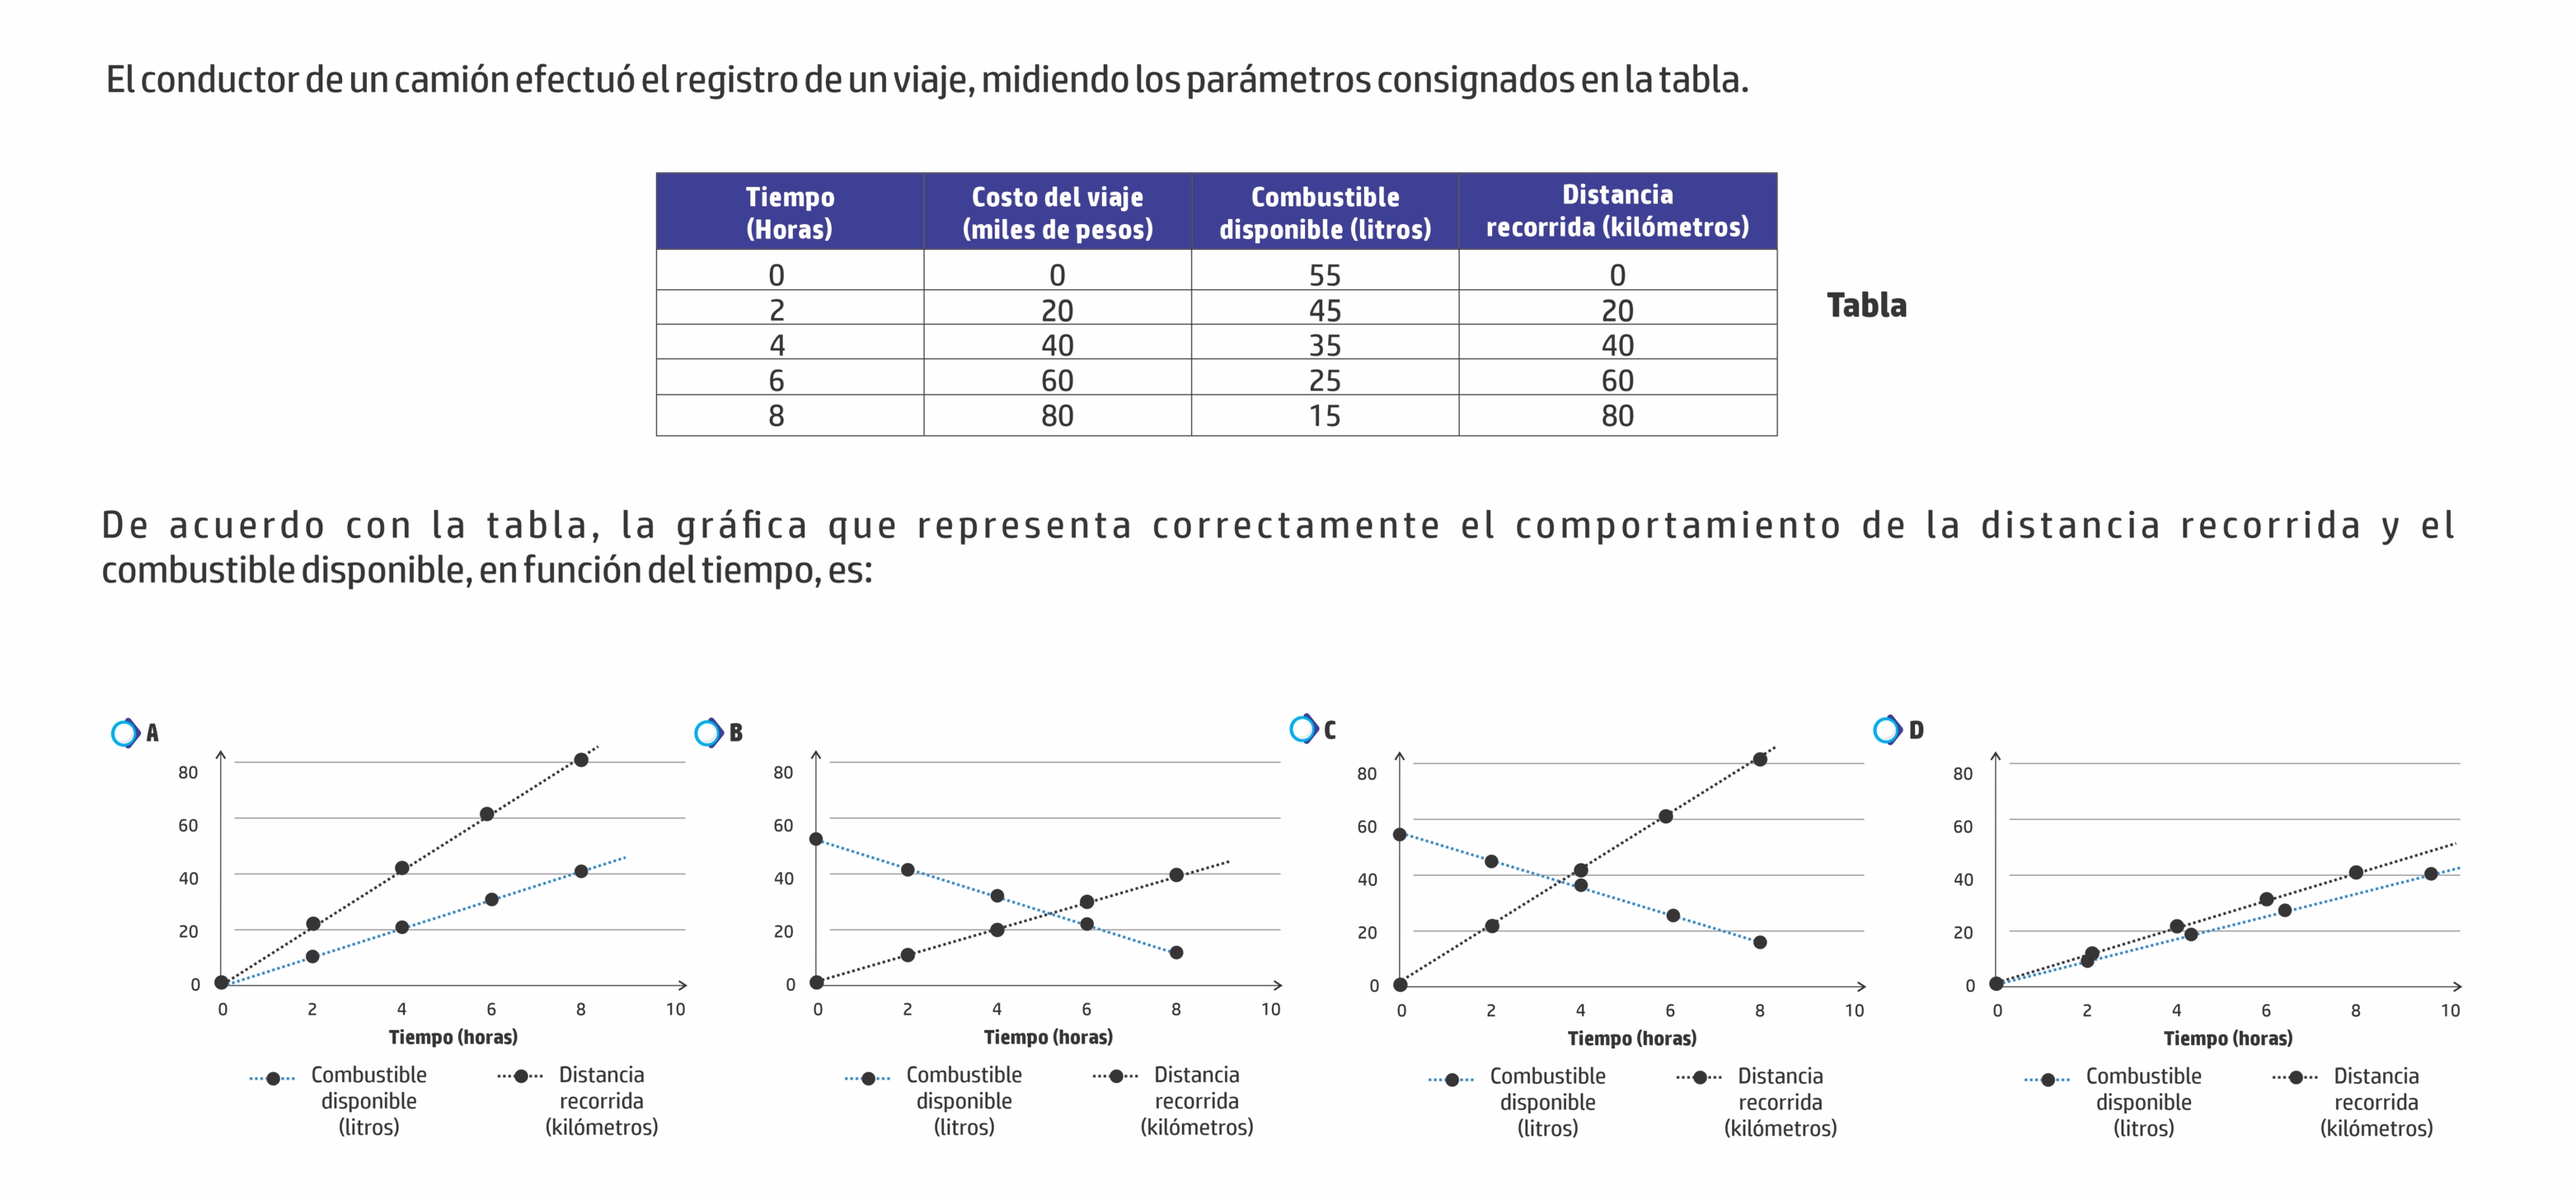 El conductor de un camión efectuó el registro de un viaje, midiendo los parámetros consignados en la tabla.
Tiempo (Horas) Costo del viaje (miles de pesos) Combustible disponible (litros) Distancia recorrida (kilómetros)
0 0 55 0
2 20 45 20
4 40 35 40
6 60 25 60
8 80 15 80
Tabla
De acuerdo con la tabla, la gráfica que representa correctamente el comportamiento de la distancia recorrida y el
combustible disponible, en función del tiempo, es:
A
80
60
40
20
0
0 2 4 6 8 10
Tiempo (horas)
Combustible disponible (litros)
Distancia recorrida (kilómetros)
B
80
60
40
20
0
0 2 4 6 8 10
Tiempo (horas)
Combustible disponible (litros)
Distancia recorrida (kilómetros)
C
80
60
40
20
0
0 2 4 6 8 10
Tiempo (horas)
Combustible disponible (litros)
Distancia recorrida (kilómetros)
D
80
60
40
20
0
0 2 4 6 8 10
Tiempo (horas)
Combustible disponible (litros)
Distancia recorrida (kilómetros)